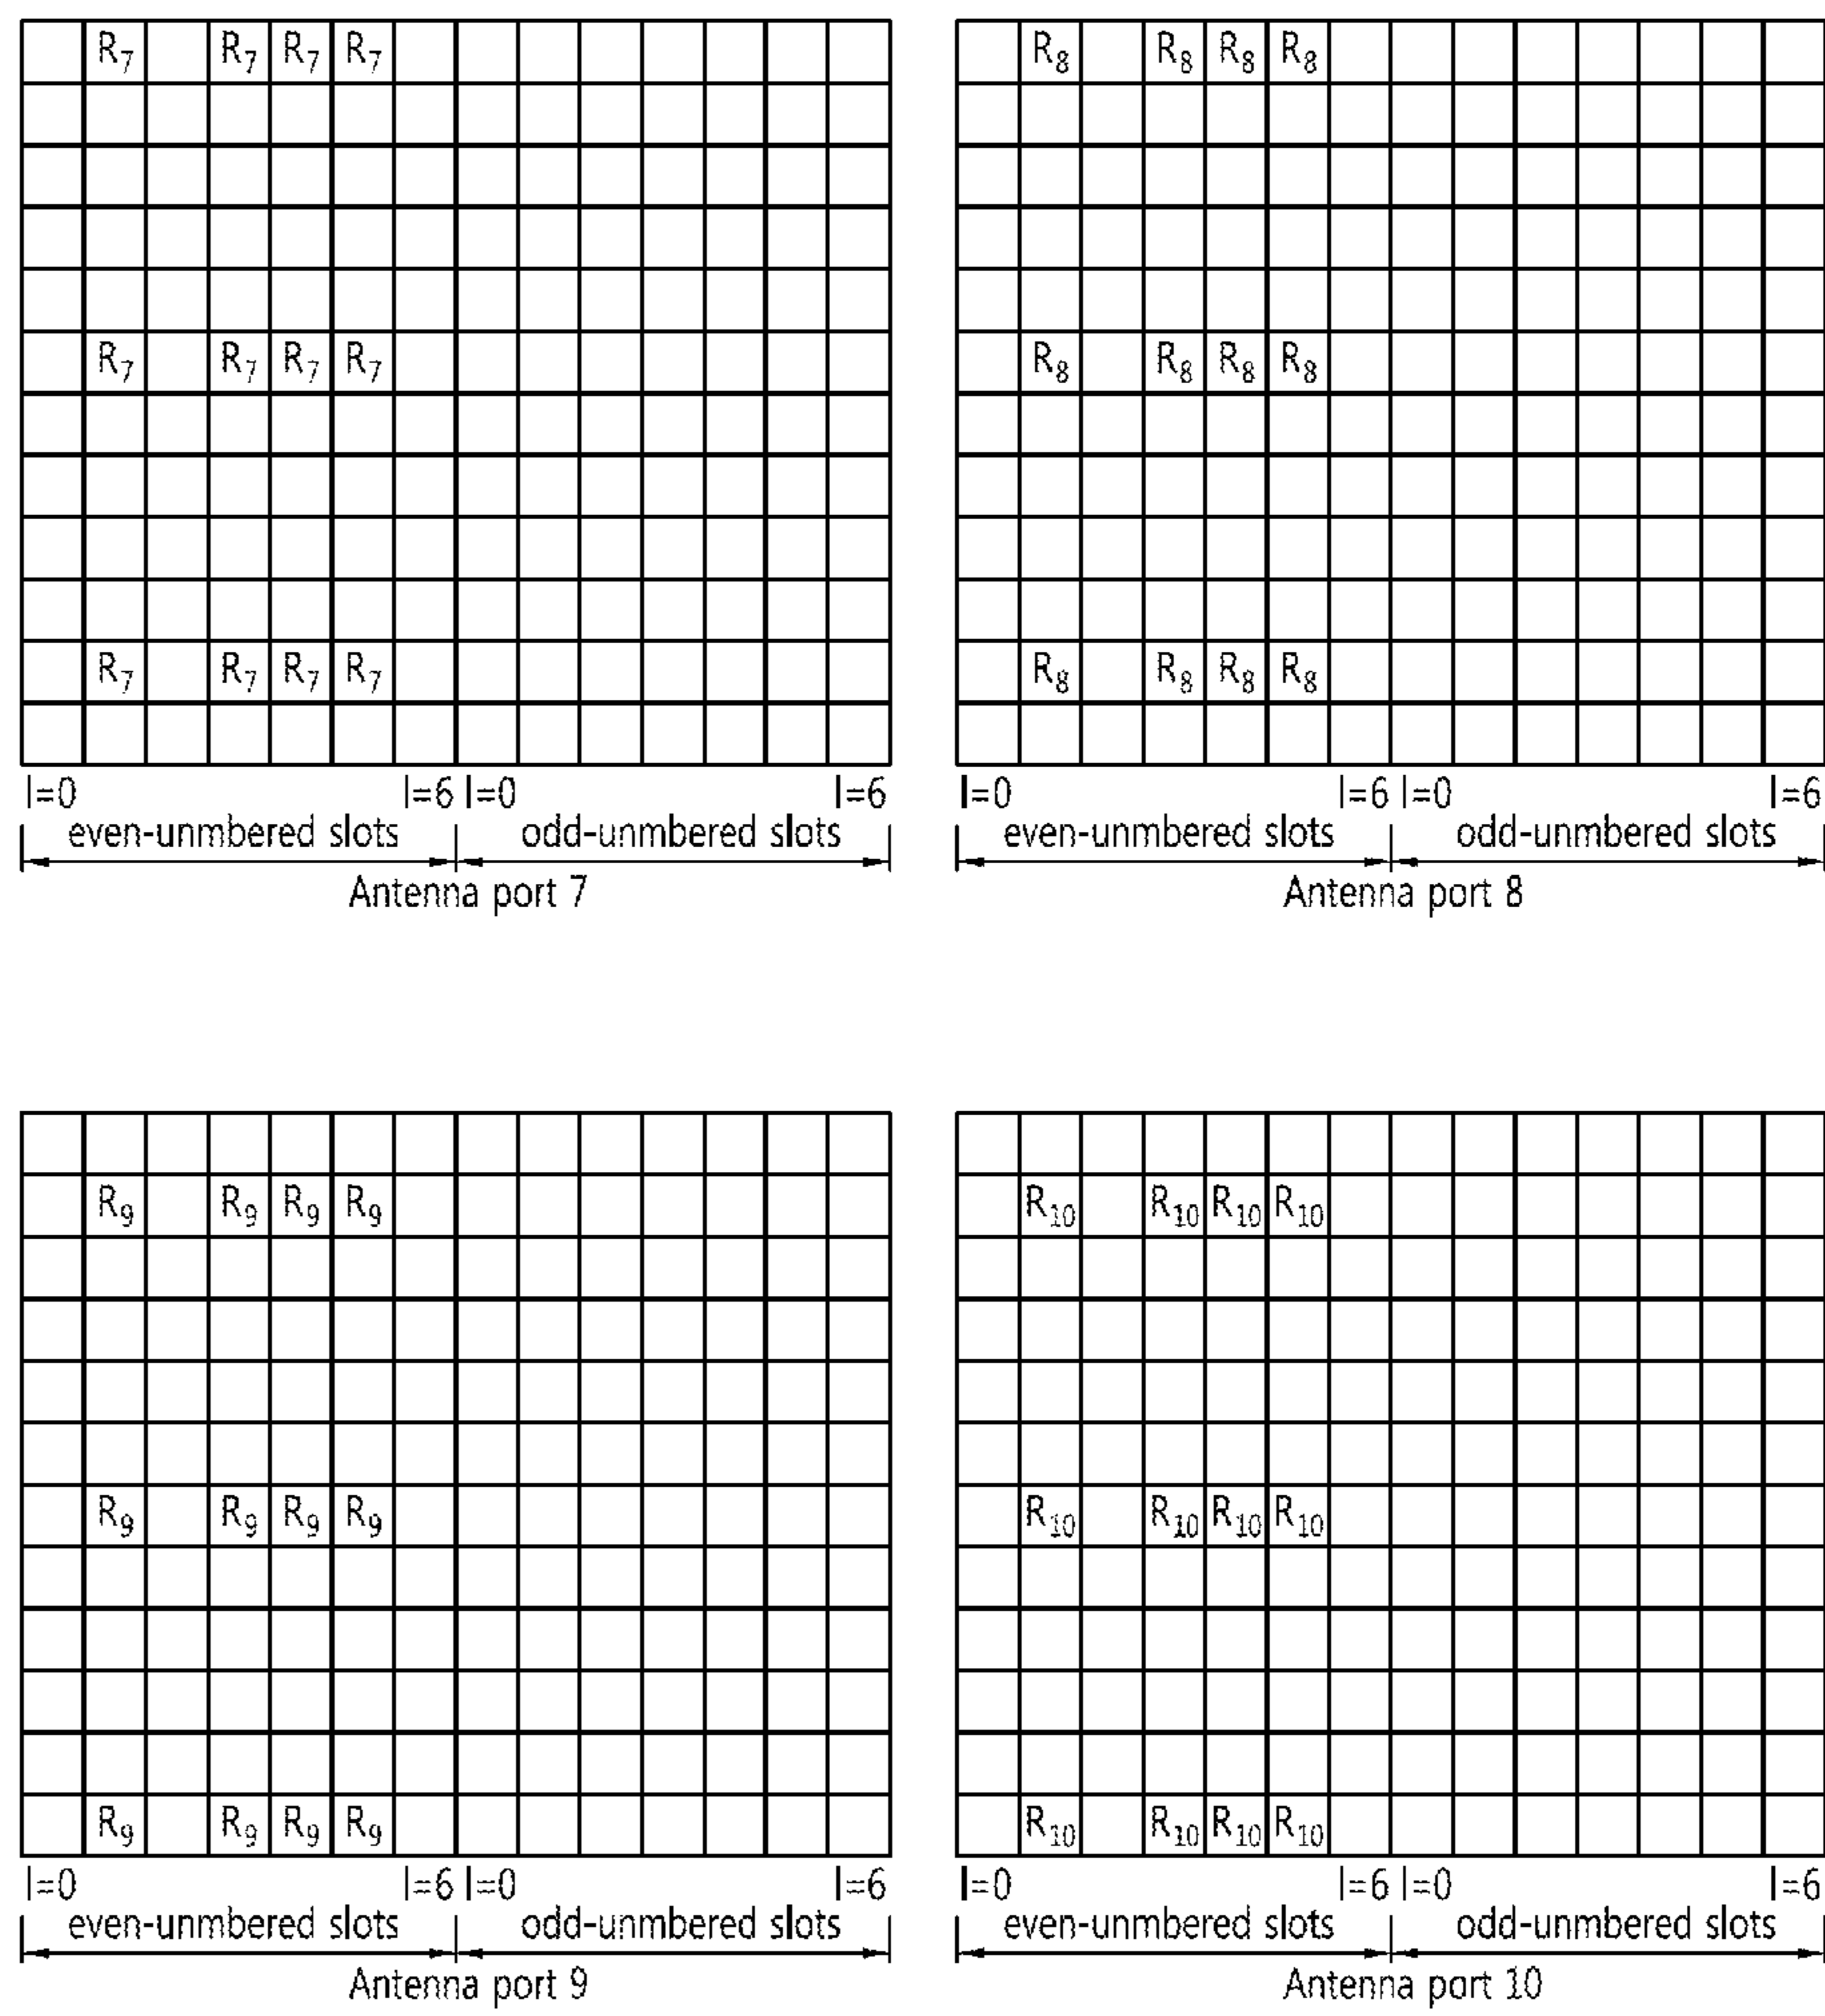 R7 R7 R7 R7 R8 R8 R8 R8
R7 R7 R7 R7 R8 R8 R8 R8
R7 R7 R7 R7 R8 R8 R8 R8
l=0 l=6 l=0 l=6 l=0 l=6 l=0 l=6
even-unmbered slots odd-unmbered slots even-unmbered slots odd-unmbered slots
Antenna port 7 Antenna port 8
R9 R9 R9 R9 R10 R10 R10 R10
R9 R9 R9 R9 R10 R10 R10 R10
R9 R9 R9 R9 R10 R10 R10 R10
l=0 l=6 l=0 l=6 l=0 l=6 l=0 l=6
even-unmbered slots odd-unmbered slots even-unmbered slots odd-unmbered slots
Antenna port 9 Antenna port 10